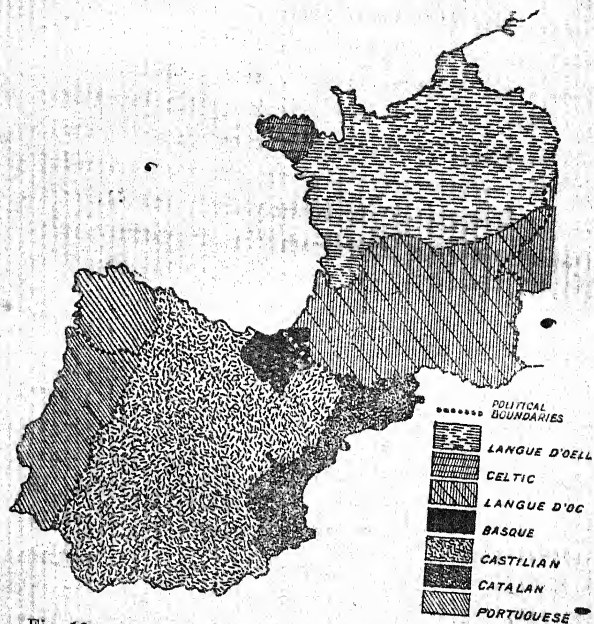 POLITICAL
BOUNDARIES
LANGUE D'OELL
CELTIC
LANGUE D'OC
BASQUE
CASTILIAN
CATALAN
PORTUGUESE